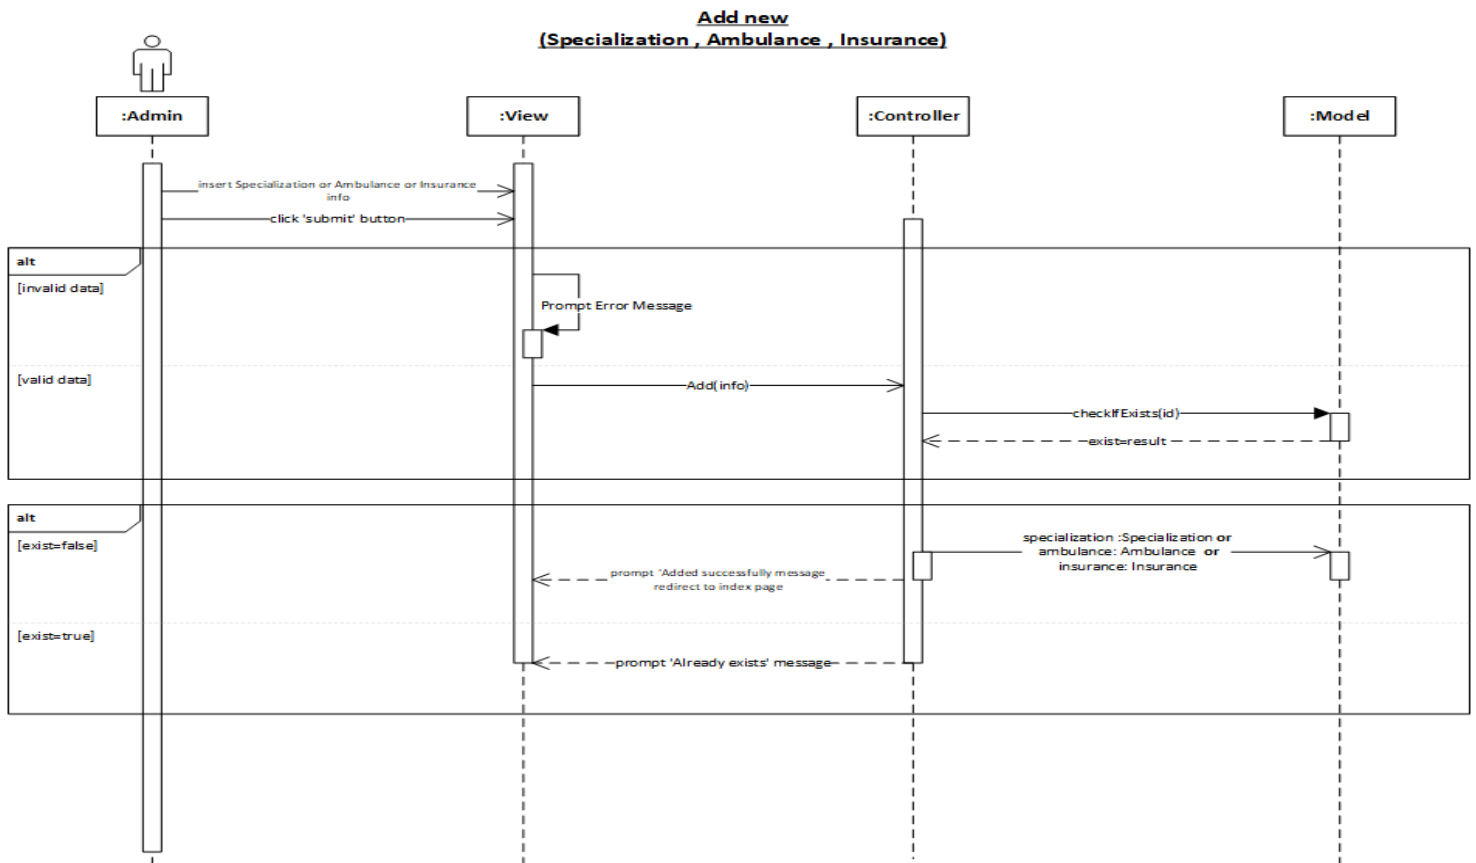 Add new
(Specialization , Ambulance , Insurance)
:Admin
:View
:Controller
:Model
insert Specialization or Ambulance or Insurance
info
click 'submit' button
alt
[invalid data]
Prompt Error Message
[valid data]
Add(info)
checkIfExists(id)
exist=result
alt
[exist=false]
specialization :Specialization or
ambulance: Ambulance or
insurance: Insurance
prompt 'Added successfully message
redirect to index page
[exist=true]
prompt 'Already exists' message